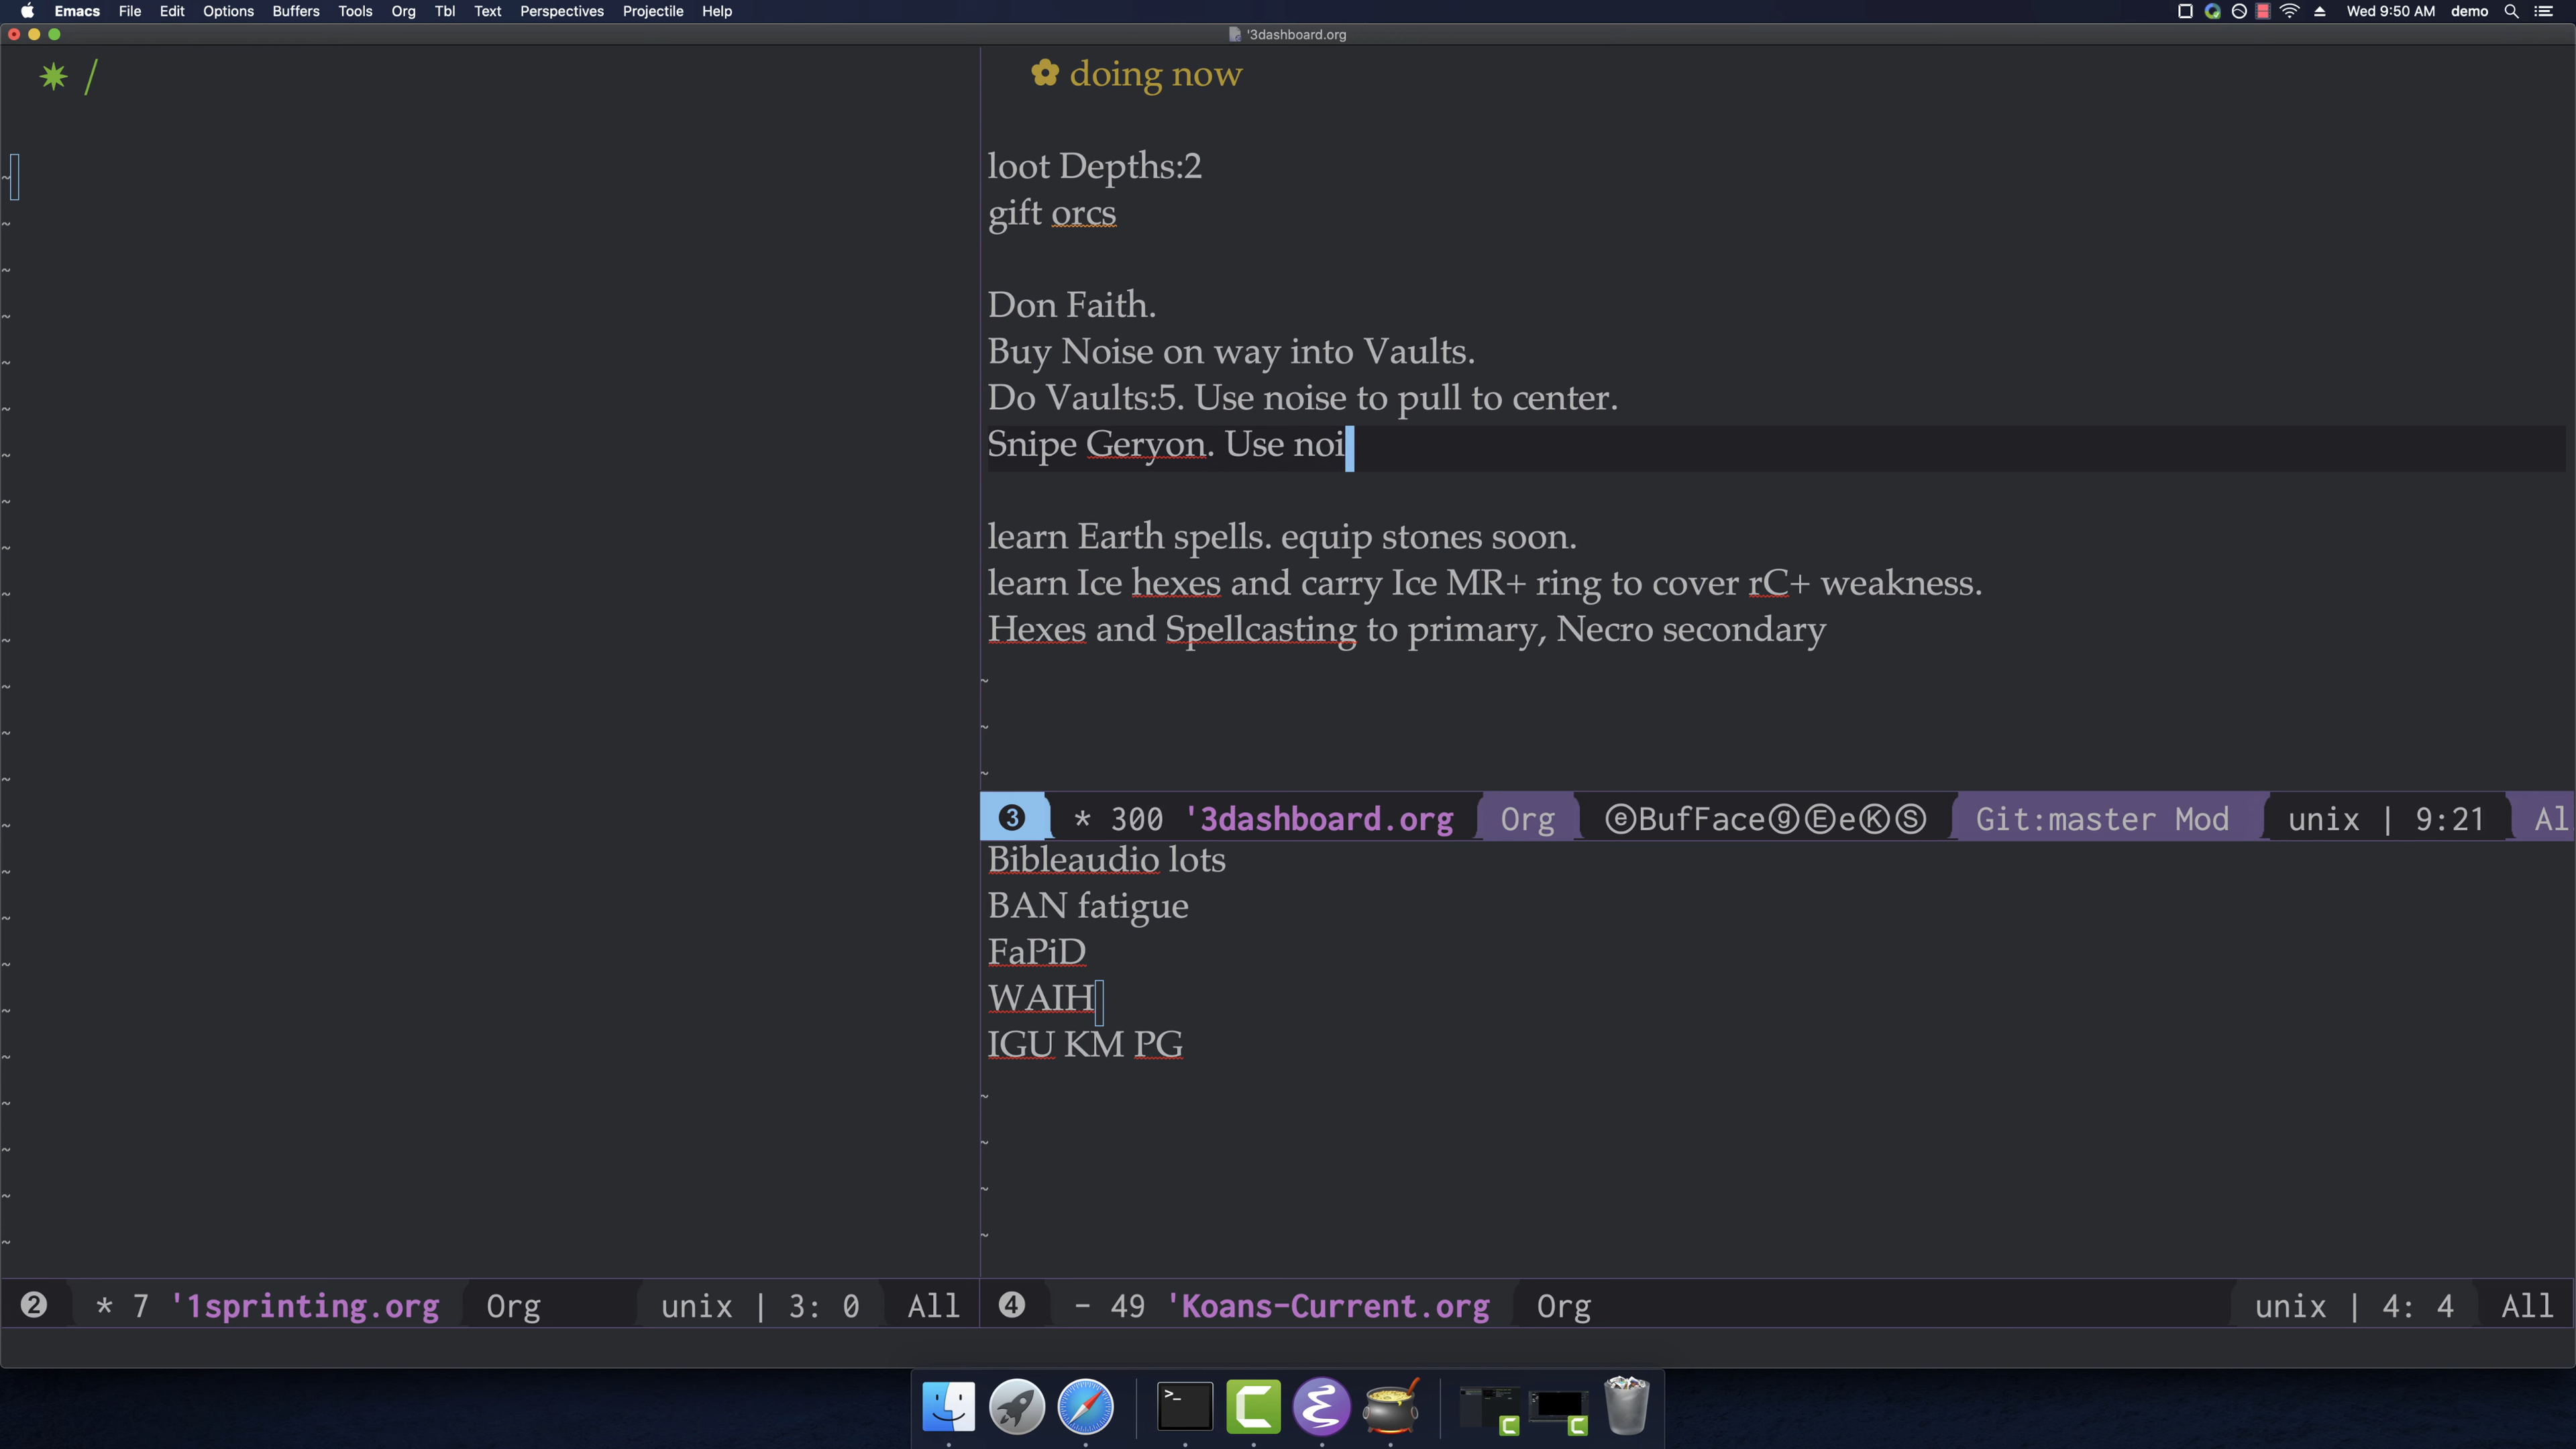 Emacs File Edit Options Buffers Tools Org Tbl Text Perspectives Projectile Help Wed 9:50 AM demo
'3dashboard.org
/
doing now
loot Depths:2
gift orcs
Don Faith.
Buy Noise on way into Vaults.
Do Vaults:5. Use noise to pull to center.
Snipe Geryon. Use noi
learn Earth spells. equip stones soon.
learn Ice hexes and carry Ice MR+ ring to cover rC+ weakness.
Hexes and Spellcasting to primary, Necro secondary
❸ * 300 '3dashboard.org Org ⓔBufFaceⓖⒺeⓀⓈ Git:master Mod unix | 9:21 Al
Bibleaudio lots
BAN fatigue
FaPiD
WAIH
IGU KM PG
❷ * 7 '1sprinting.org Org unix | 3: 0 All
❹ - 49 'Koans-Current.org Org unix | 4: 4 All